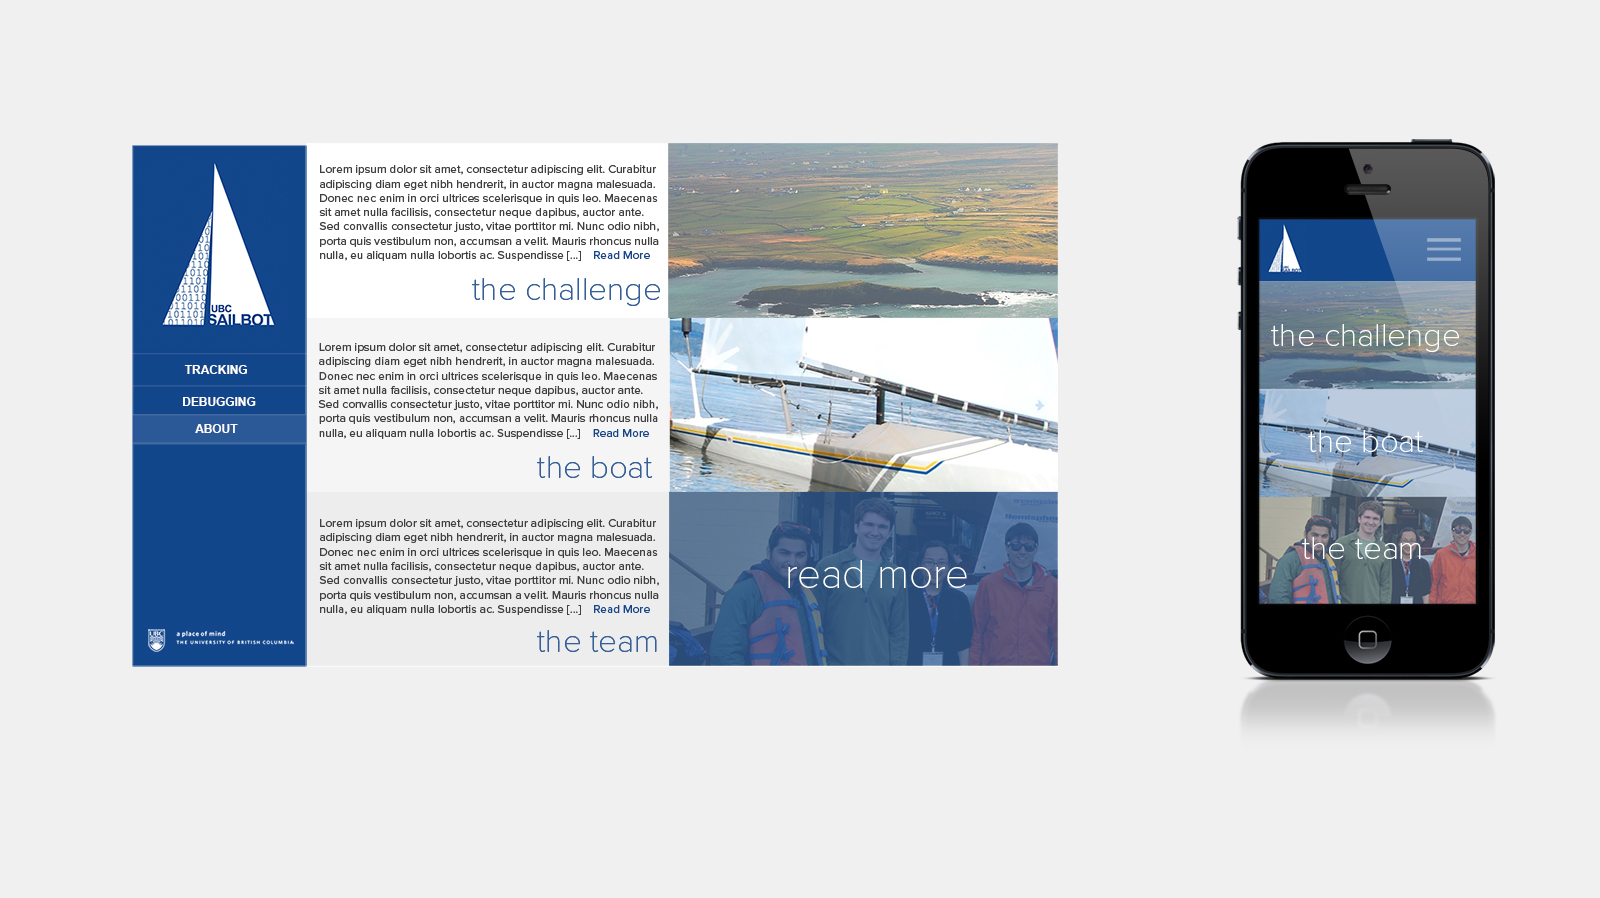 UBC
SAILBOT
TRACKING
DEBUGGING
ABOUT
a place of mind
THE UNIVERSITY OF BRITISH COLUMBIA
Lorem ipsum dolor sit amet, consectetur adipiscing elit. Curabitur
adipiscing diam eget nibh hendrerit, in auctor magna malesuada.
Donec nec enim in orci ultrices scelerisque in quis leo. Maecenas
sit amet nulla facilisis, consectetur neque dapibus, auctor ante.
Sed convallis consectetur justo, vitae porttitor mi. Nunc odio nibh,
porta quis vestibulum non, accumsan a velit. Mauris rhoncus nulla
nulla, eu aliquam nulla lobortis ac. Suspendisse [...] Read More
the challenge
Lorem ipsum dolor sit amet, consectetur adipiscing elit. Curabitur
adipiscing diam eget nibh hendrerit, in auctor magna malesuada.
Donec nec enim in orci ultrices scelerisque in quis leo. Maecenas
sit amet nulla facilisis, consectetur neque dapibus, auctor ante.
Sed convallis consectetur justo, vitae porttitor mi. Nunc odio nibh,
porta quis vestibulum non, accumsan a velit. Mauris rhoncus nulla
nulla, eu aliquam nulla lobortis ac. Suspendisse [...] Read More
the boat
Lorem ipsum dolor sit amet, consectetur adipiscing elit. Curabitur
adipiscing diam eget nibh hendrerit, in auctor magna malesuada.
Donec nec enim in orci ultrices scelerisque in quis leo. Maecenas
sit amet nulla facilisis, consectetur neque dapibus, auctor ante.
Sed convallis consectetur justo, vitae porttitor mi. Nunc odio nibh,
porta quis vestibulum non, accumsan a velit. Mauris rhoncus nulla
nulla, eu aliquam nulla lobortis ac. Suspendisse [...] Read More
the team
read more
SAILBOT
the challenge
the boat
the team